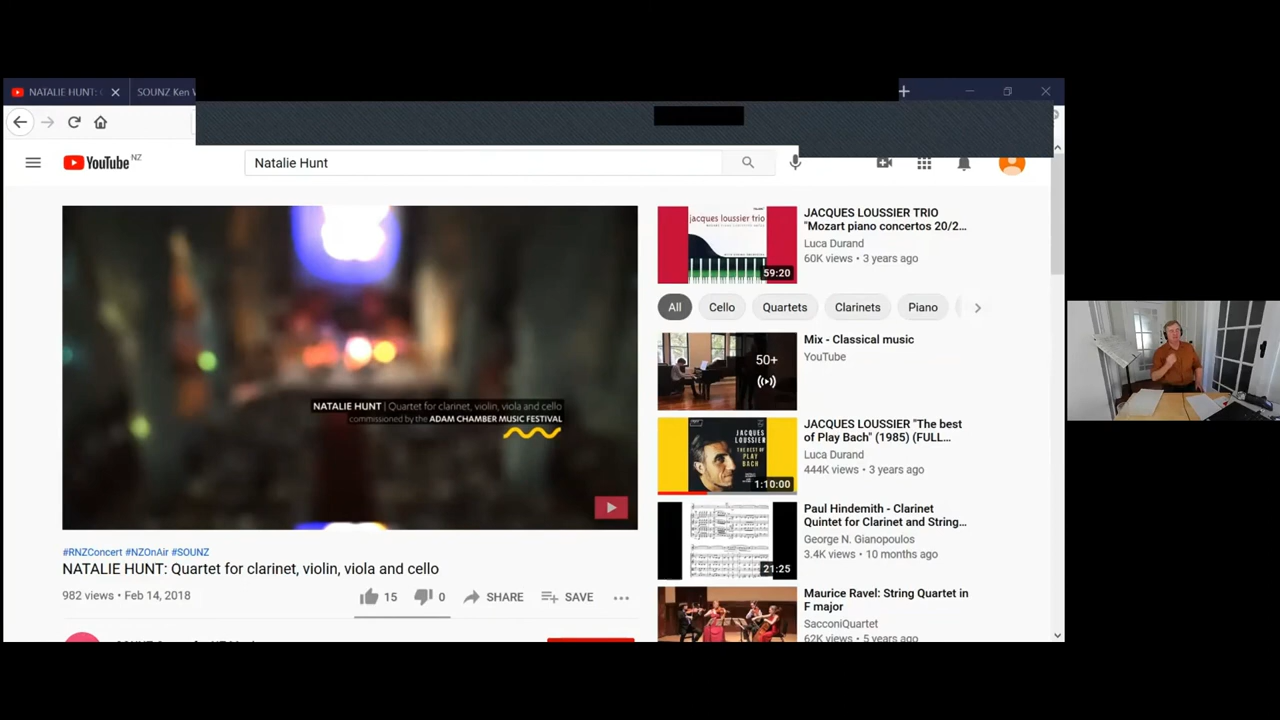 NATALIE HUNT:
SOUNZ Ken
YouTube NZ
Natalie Hunt
NATALIE HUNT | Quartet for clarinet, violin, viola and cello
commissioned by the ADAM CHAMBER MUSIC FESTIVAL
#RNZConcert #NZOnAir #SOUNZ
NATALIE HUNT: Quartet for clarinet, violin, viola and cello
982 views • Feb 14, 2018
15
0
SHARE
SAVE
jacques loussier trio
59:20
JACQUES LOUSSIER TRIO
"Mozart piano concertos 20/2...
Luca Durand
60K views • 3 years ago
All
Cello
Quartets
Clarinets
Piano
50+
Mix - Classical music
YouTube
JACQUES
LOUSSIER
THE BEST OF
PLAY
BACH
1:10:00
JACQUES LOUSSIER "The best
of Play Bach" (1985) (FULL...
Luca Durand
444K views • 3 years ago
21:25
Paul Hindemith - Clarinet
Quintet for Clarinet and String...
George N. Gianopoulos
3.4K views • 10 months ago
Maurice Ravel: String Quartet in
F major
SacconiQuartet
62K views • 5 years ago